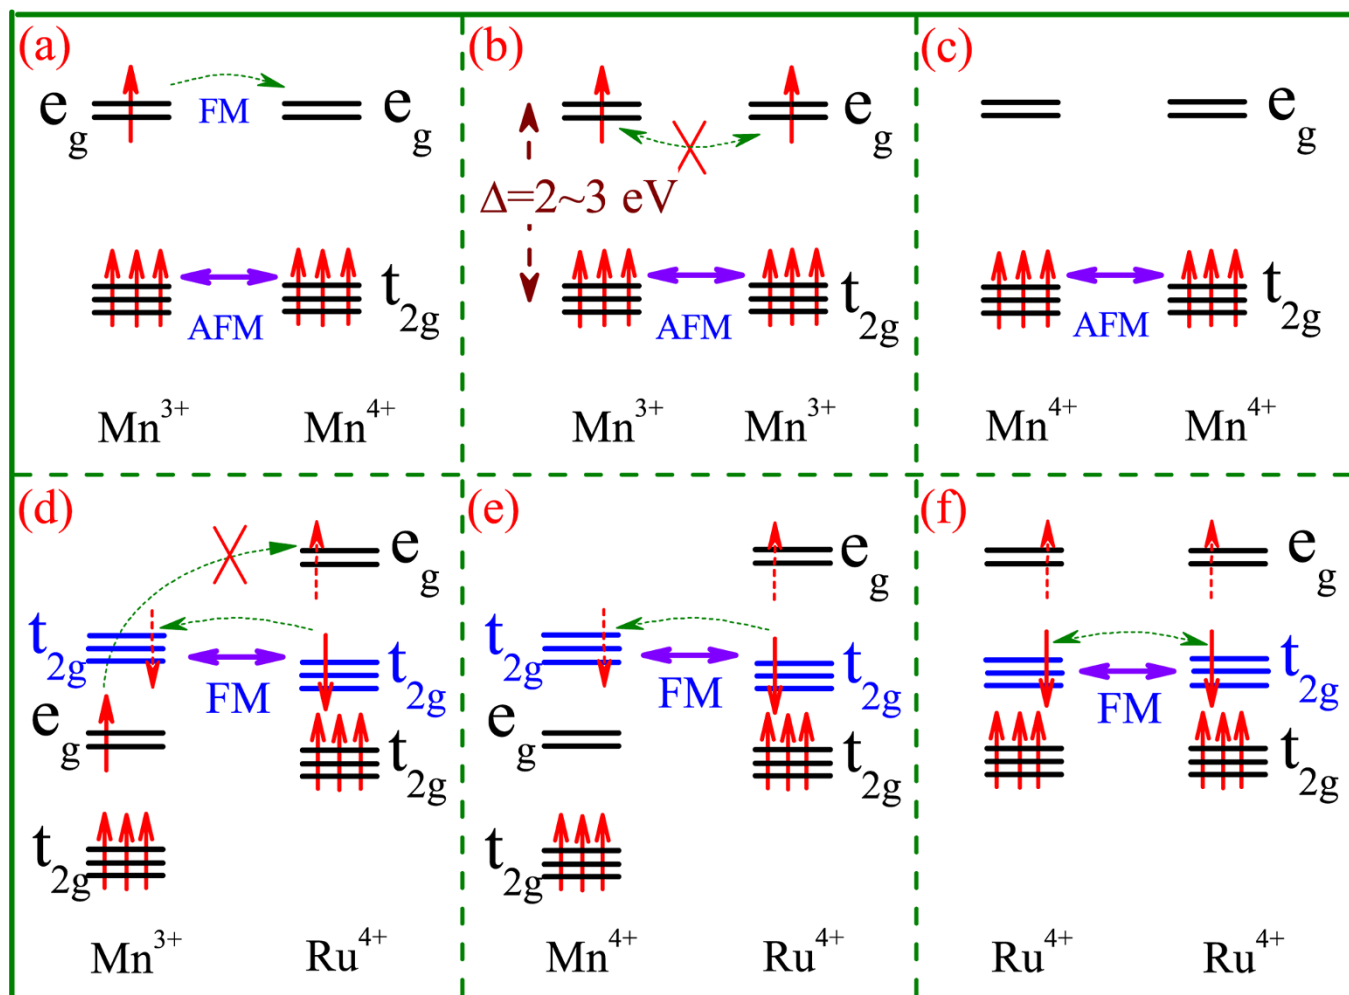 (a)
e_g FM e_g
AFM t_2g
Mn^3+ Mn^4+
(b)
e_g
Δ=2~3 eV
AFM t_2g
Mn^3+ Mn^3+
(c)
e_g
AFM t_2g
Mn^4+ Mn^4+
(d)
e_g
t_2g
FM t_2g
e_g
t_2g
t_2g
Mn^3+ Ru^4+
(e)
e_g
t_2g
FM t_2g
e_g
t_2g
t_2g
Mn^4+ Ru^4+
(f)
e_g
FM t_2g
t_2g
Ru^4+ Ru^4+